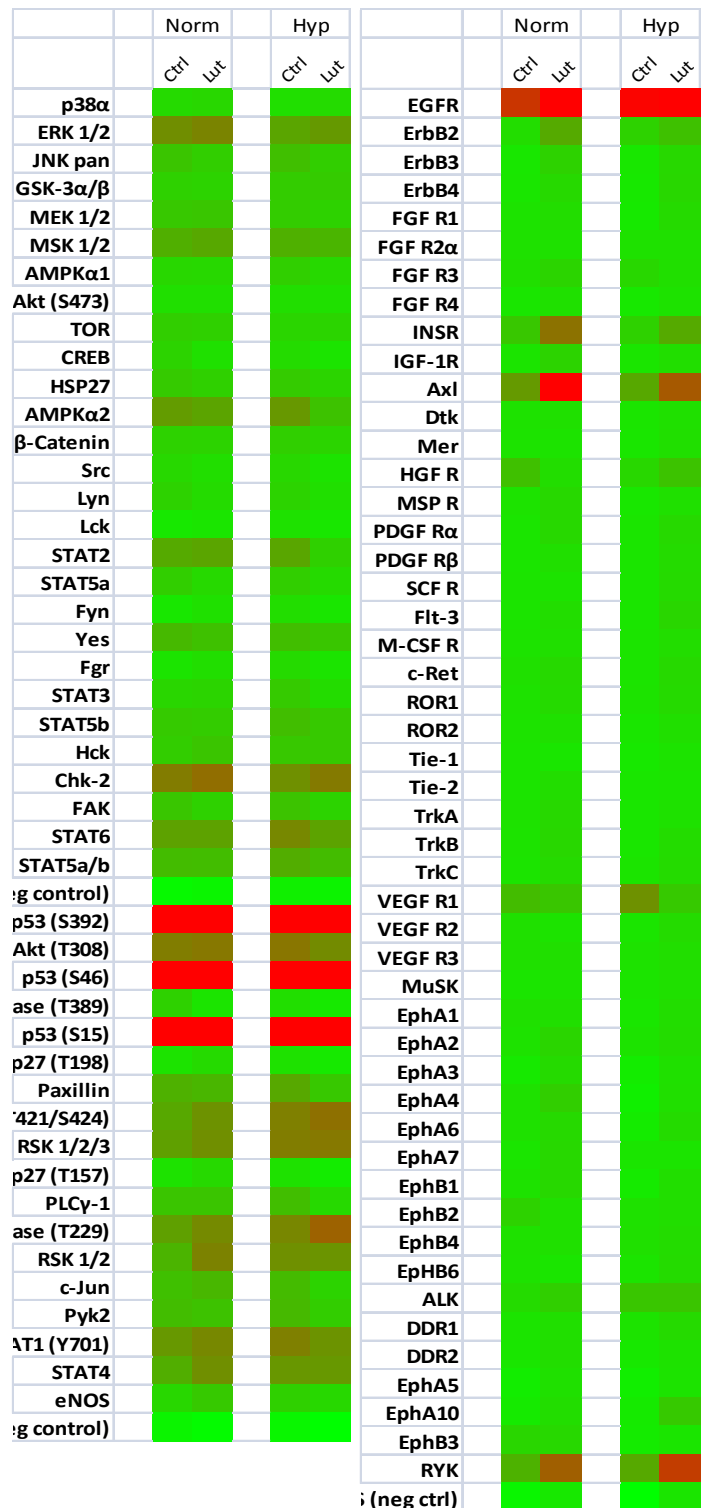 Norm Hyp
Ctrl Lut Ctrl Lut
p38α
ERK 1/2
JNK pan
GSK-3α/β
MEK 1/2
MSK 1/2
AMPKα1
Akt (S473)
TOR
CREB
HSP27
AMPKα2
β-Catenin
Src
Lyn
Lck
STAT2
STAT5a
Fyn
Yes
Fgr
STAT3
STAT5b
Hck
Chk-2
FAK
STAT6
STAT5a/b
eg control)
p53 (S392)
Akt (T308)
p53 (S46)
ase (T389)
p53 (S15)
p27 (T198)
Paxillin
T421/S424)
RSK 1/2/3
p27 (T157)
PLCγ-1
ase (T229)
RSK 1/2
c-Jun
Pyk2
AT1 (Y701)
STAT4
eNOS
eg control)
Norm Hyp
Ctrl Lut Ctrl Lut
EGFR
ErbB2
ErbB3
ErbB4
FGF R1
FGF R2α
FGF R3
FGF R4
INSR
IGF-1R
Axl
Dtk
Mer
HGF R
MSP R
PDGF Rα
PDGF Rβ
SCF R
Flt-3
M-CSF R
c-Ret
ROR1
ROR2
Tie-1
Tie-2
TrkA
TrkB
TrkC
VEGF R1
VEGF R2
VEGF R3
MuSK
EphA1
EphA2
EphA3
EphA4
EphA6
EphA7
EphB1
EphB2
EphB4
EpHB6
ALK
DDR1
DDR2
EphA5
EphA10
EphB3
RYK
(neg ctrl)